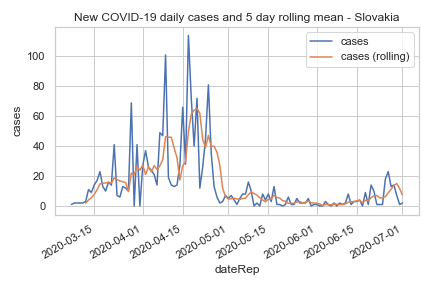 New COVID-19 daily cases and 5 day rolling mean - Slovakia
cases
cases (rolling)
cases
100
80
60
40
20
0
2020-03-15
2020-04-01
2020-04-15
2020-05-01
2020-05-15
2020-06-01
2020-06-15
2020-07-01
dateRep